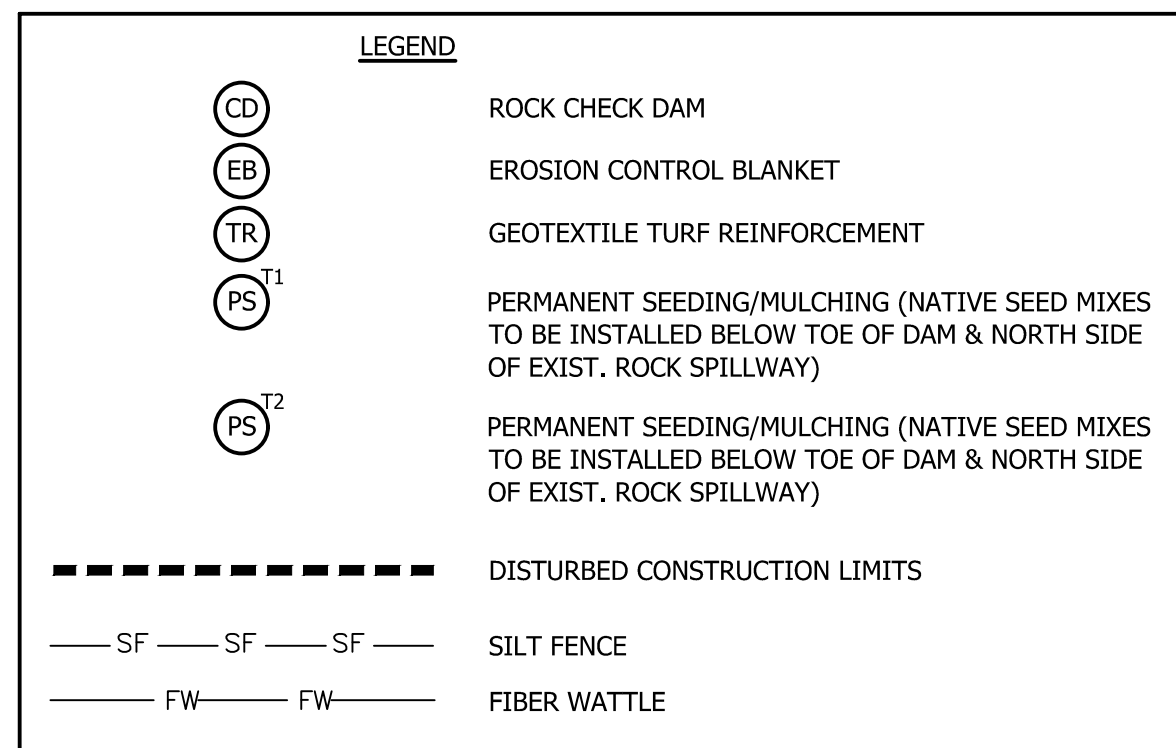 LEGEND
CD ROCK CHECK DAM
EB EROSION CONTROL BLANKET
TR GEOTEXTILE TURF REINFORCEMENT
PS T1 PERMANENT SEEDING/MULCHING (NATIVE SEED MIXES
TO BE INSTALLED BELOW TOE OF DAM & NORTH SIDE
OF EXIST. ROCK SPILLWAY)
PS T2 PERMANENT SEEDING/MULCHING (NATIVE SEED MIXES
TO BE INSTALLED BELOW TOE OF DAM & NORTH SIDE
OF EXIST. ROCK SPILLWAY)
DISTURBED CONSTRUCTION LIMITS
SF SF SF SILT FENCE
FW FW FIBER WATTLE